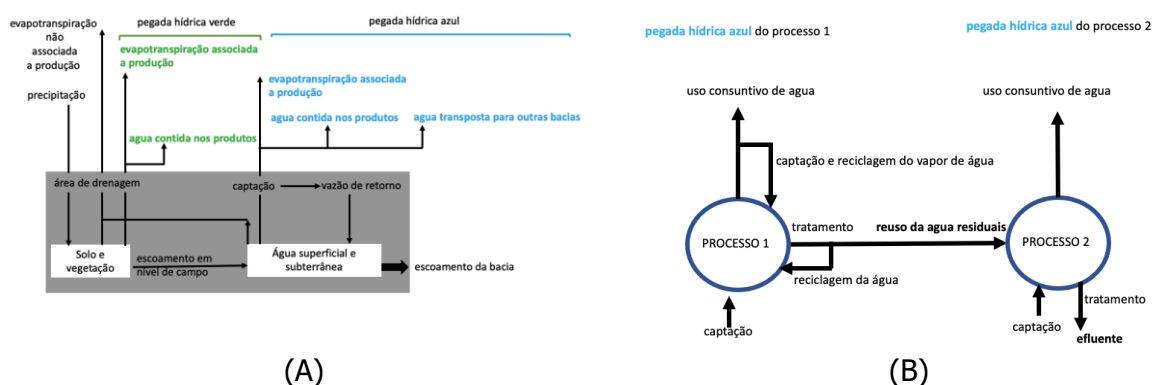 evapotranspiração
não
associada
a produção
pegada hídrica verde
pegada hídrica azul
evapotranspiração associada
a produção
evapotranspiração associada
a produção
precipitação
agua contida nos produtos
agua contida nos produtos
agua transposta para outras bacias
área de drenagem
captação
vazão de retorno
Solo e
vegetação
escoamento em
nível de campo
Água superficial e
subterrânea
escoamento da bacia
(A)
pegada hídrica azul do processo 1
pegada hídrica azul do processo 2
uso consuntivo de agua
uso consuntivo de agua
captação e reciclagem do vapor de água
PROCESSO 1
tratamento
reuso da agua residuais
PROCESSO 2
reciclagem da água
captação
captação
tratamento
efluente
(B)